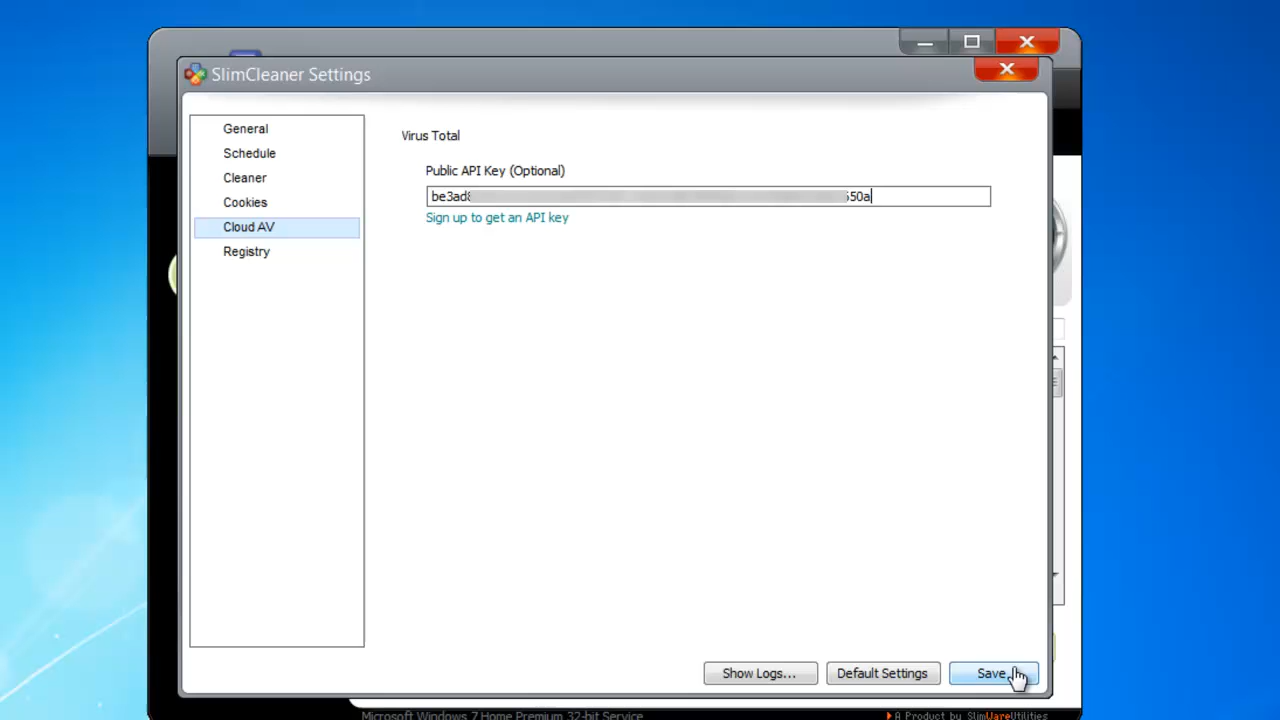 SlimCleaner Settings
General
Schedule
Cleaner
Cookies
Cloud AV
Registry
Virus Total
Public API Key (Optional)
be3ad8 550a
Sign up to get an API key
Show Logs...
Default Settings
Save
Microsoft Windows 7 Home Premium 32-bit Service
A Product by SlimWareUtilities